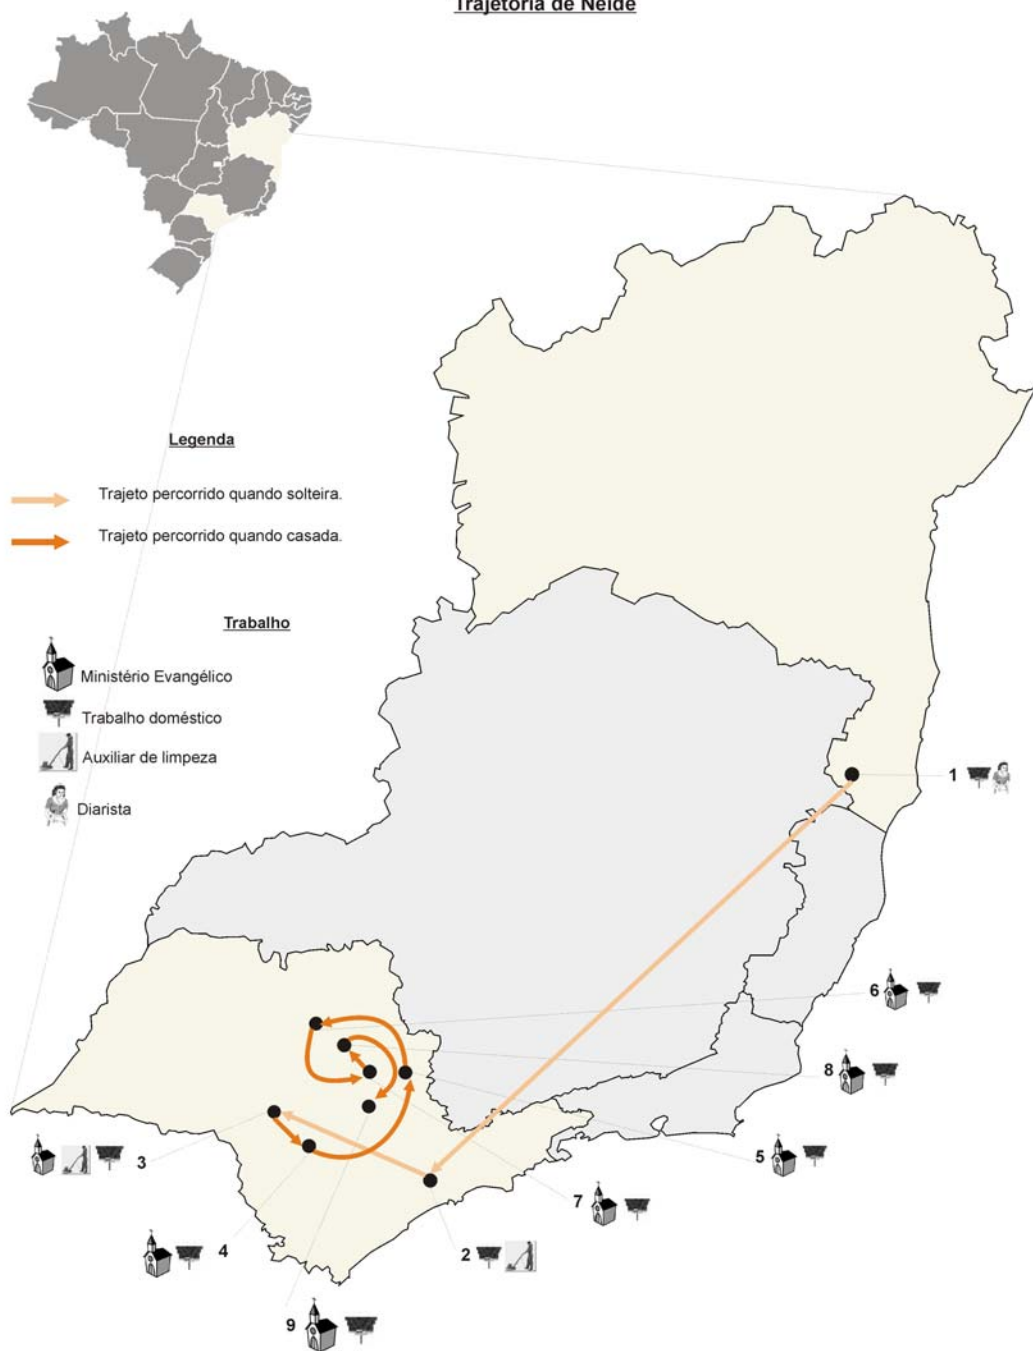 Trajetória de Neide
Legenda
Trajeto percorrido quando solteira.
Trajeto percorrido quando casada.
Trabalho
Ministério Evangélico
Trabalho doméstico
Auxiliar de limpeza
Diarista
1
6
8
5
3
7
4
2
9